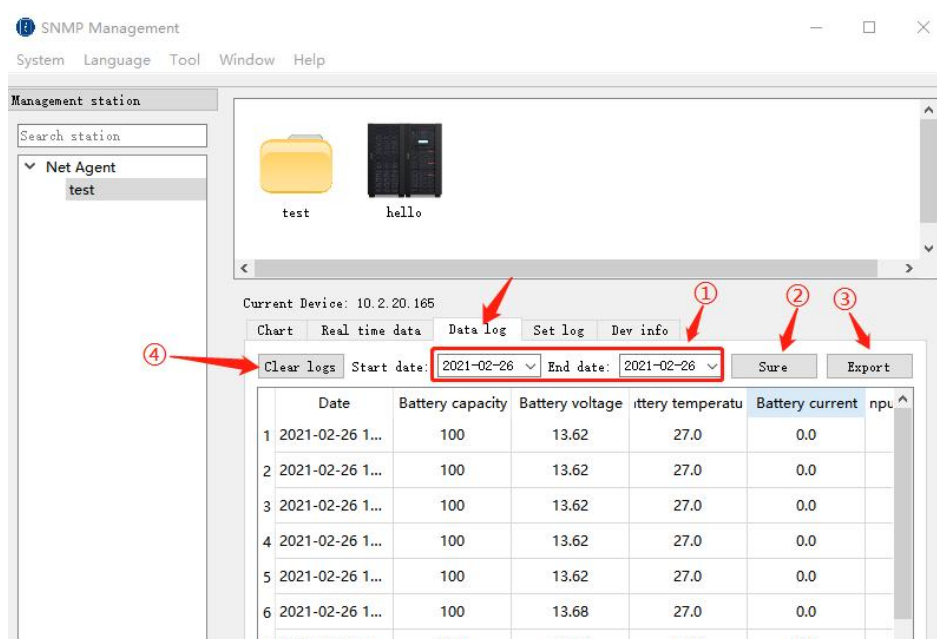 SNMP Management
System Language Tool Window Help
Management station
Search station
Net Agent
test
test hello
Current Device: 10.2.20.165
① ② ③
Chart Real time data Data log Set log Dev info
④
Clear logs Start date: 2021-02-26 End date: 2021-02-26 Sure Export
Date Battery capacity Battery voltage ittery temperatu Battery current npu
1 2021-02-26 1... 100 13.62 27.0 0.0
2 2021-02-26 1... 100 13.62 27.0 0.0
3 2021-02-26 1... 100 13.62 27.0 0.0
4 2021-02-26 1... 100 13.62 27.0 0.0
5 2021-02-26 1... 100 13.62 27.0 0.0
6 2021-02-26 1... 100 13.68 27.0 0.0